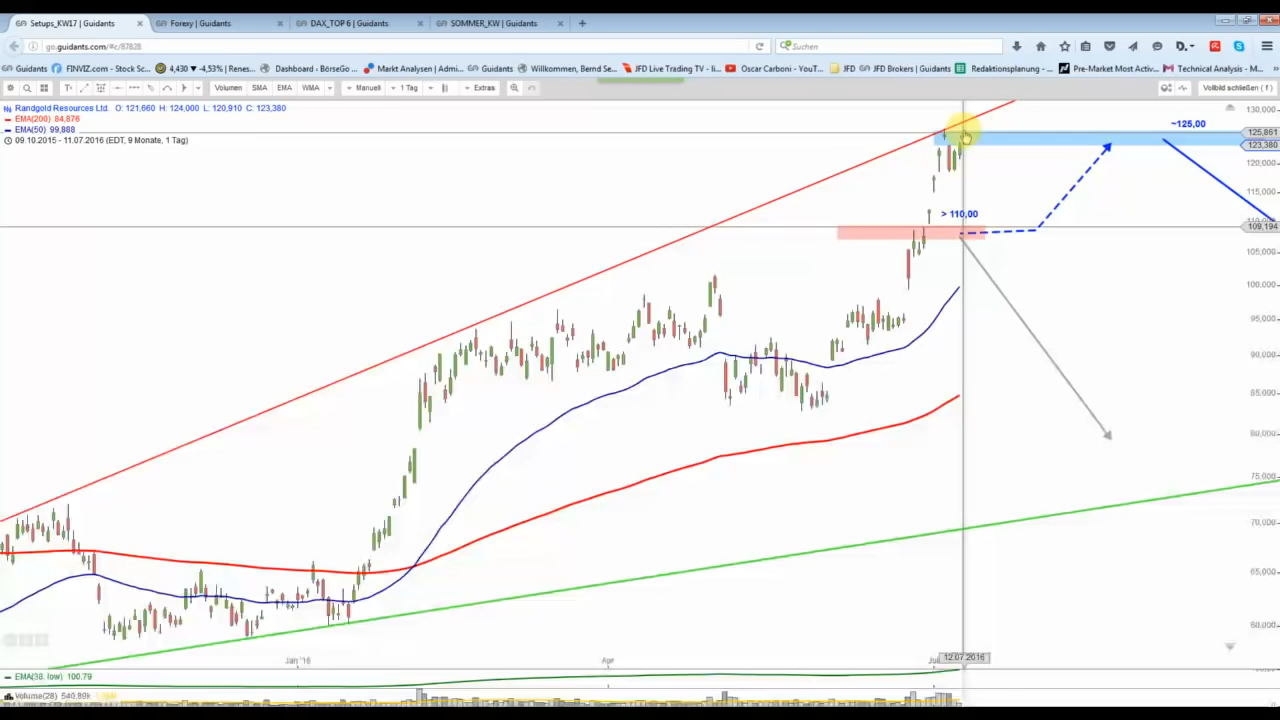 Setups_KW17 | Guidants
Forexy | Guidants
DAX_TOP 6 | Guidants
SOMMER_KW | Guidants
go.guidants.com/#c/87828
Suchen
Guidants
FINVIZ.com - Stock Sc...
4,430 ▼ -4,53% | Renes...
Dashboard - BörseGo ...
Markt Analysen | Admi...
Guidants
Willkommen, Bernd Se...
JFD Live Trading TV - li...
Oscar Carboni - YouT...
JFD
JFD Brokers | Guidants
Redaktionsplanung - ...
Pre-Market Most Activ...
Technical Analysis - M...
Volumen
SMA
EMA
WMA
Manuell
1 Tag
Extras
Vollbild schließen ( f )
Randgold Resources Ltd. O: 121,660 H: 124,000 L: 120,910 C: 123,380
EMA(200) 84,876
EMA(50) 99,888
09.10.2015 - 11.07.2016 (EDT, 9 Monate, 1 Tag)
~125,00
> 110,00
130,000
125,861
123,380
120,000
115,000
109,194
105,000
100,000
95,000
90,000
85,000
80,000
75,000
70,000
65,000
60,000
Jan '16
Apr
12.07.2016
EMA(38, low) 100,79
Volume(28) 540,80k